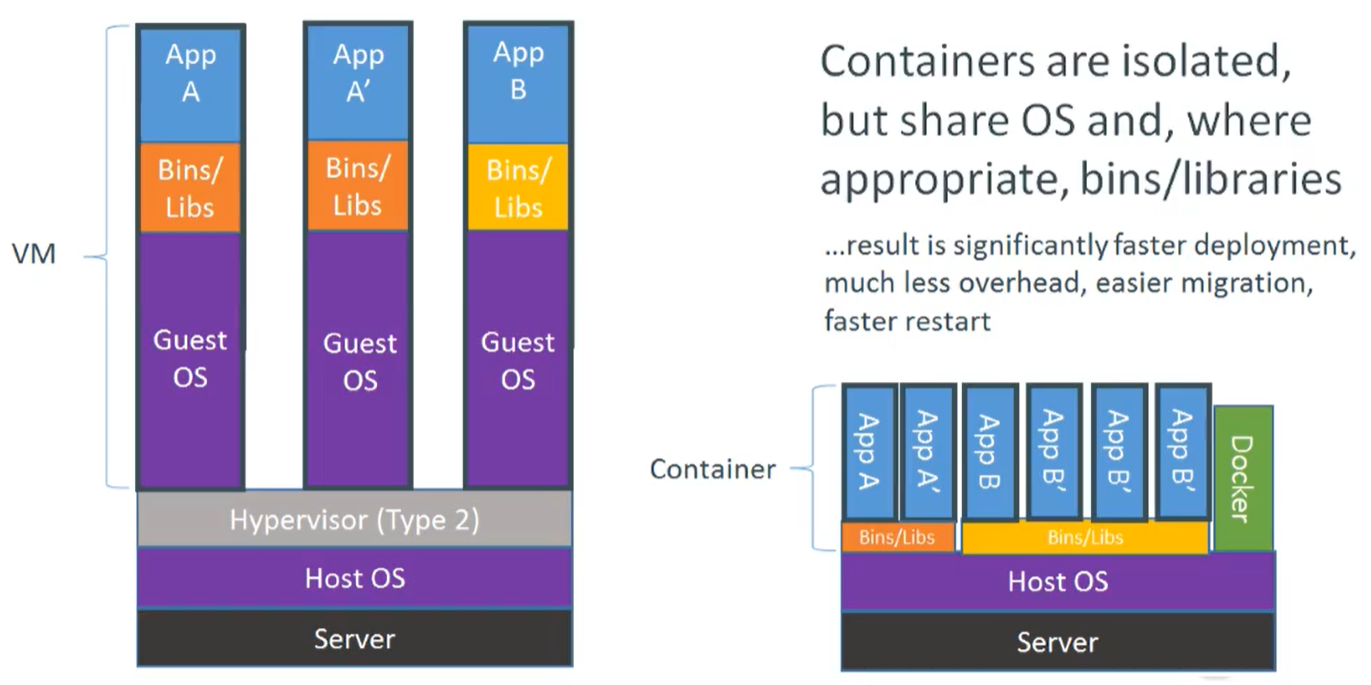 App
A
App
A’
App
B
Bins/
Libs
Bins/
Libs
Bins/
Libs
VM
Guest
OS
Guest
OS
Guest
OS
Hypervisor (Type 2)
Host OS
Server
Containers are isolated,
but share OS and, where
appropriate, bins/libraries
...result is significantly faster deployment,
much less overhead, easier migration,
faster restart
Container
App A
App A’
App B
App B’
App B’
App B’
Docker
Bins/Libs
Bins/Libs
Host OS
Server